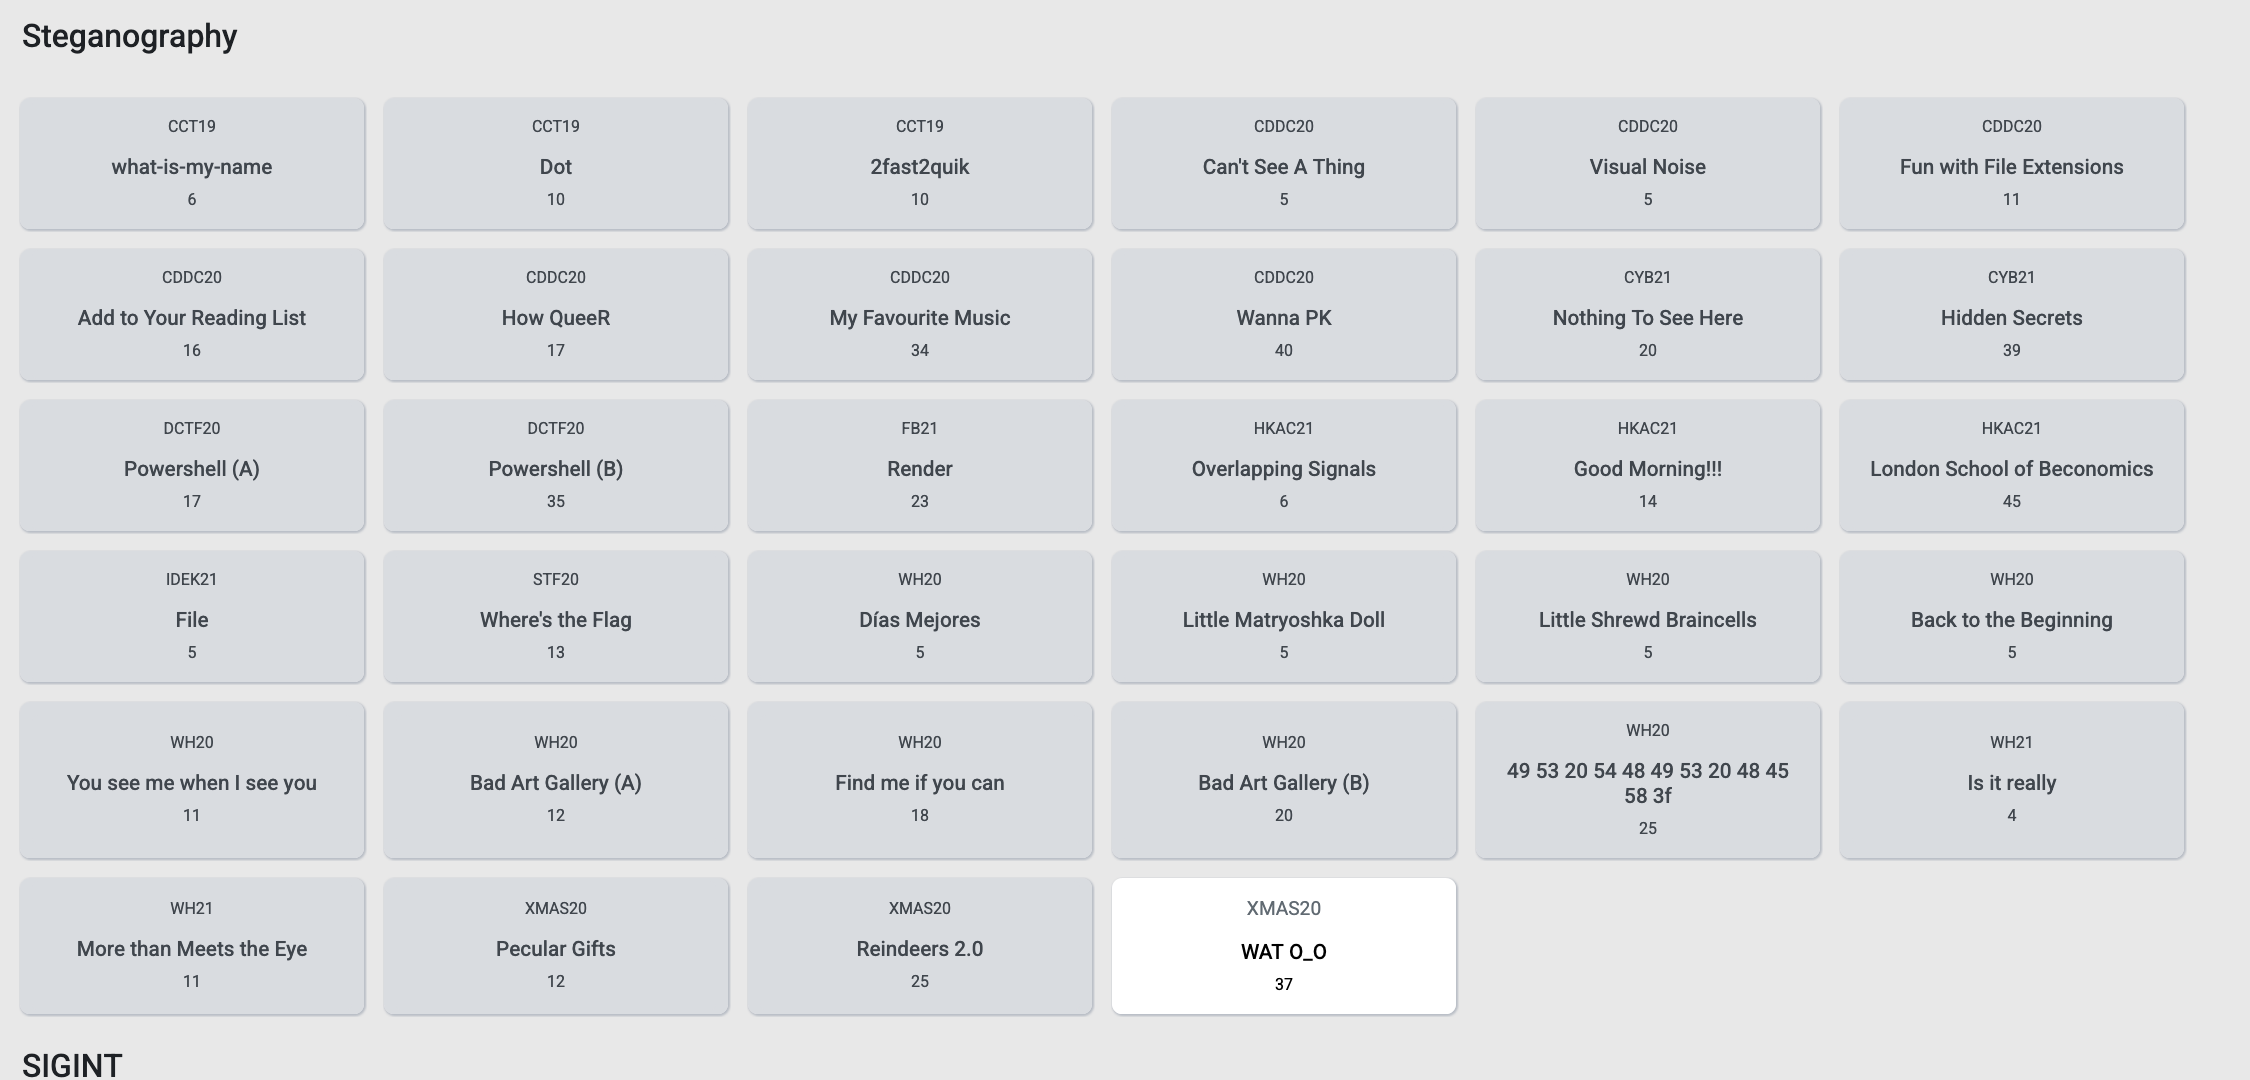 Steganography
CCT19
what-is-my-name
6
CCT19
Dot
10
CCT19
2fast2quik
10
CDDC20
Can't See A Thing
5
CDDC20
Visual Noise
5
CDDC20
Fun with File Extensions
11
CDDC20
Add to Your Reading List
16
CDDC20
How QueeR
17
CDDC20
My Favourite Music
34
CDDC20
Wanna PK
40
CYB21
Nothing To See Here
20
CYB21
Hidden Secrets
39
DCTF20
Powershell (A)
17
DCTF20
Powershell (B)
35
FB21
Render
23
HKAC21
Overlapping Signals
6
HKAC21
Good Morning!!!
14
HKAC21
London School of Beconomics
45
IDEK21
File
5
STF20
Where's the Flag
13
WH20
Días Mejores
5
WH20
Little Matryoshka Doll
5
WH20
Little Shrewd Braincells
5
WH20
Back to the Beginning
5
WH20
You see me when I see you
11
WH20
Bad Art Gallery (A)
12
WH20
Find me if you can
18
WH20
Bad Art Gallery (B)
20
WH20
49 53 20 54 48 49 53 20 48 45
58 3f
25
WH21
Is it really
4
WH21
More than Meets the Eye
11
XMAS20
Pecular Gifts
12
XMAS20
Reindeers 2.0
25
XMAS20
WAT O_O
37
SIGINT